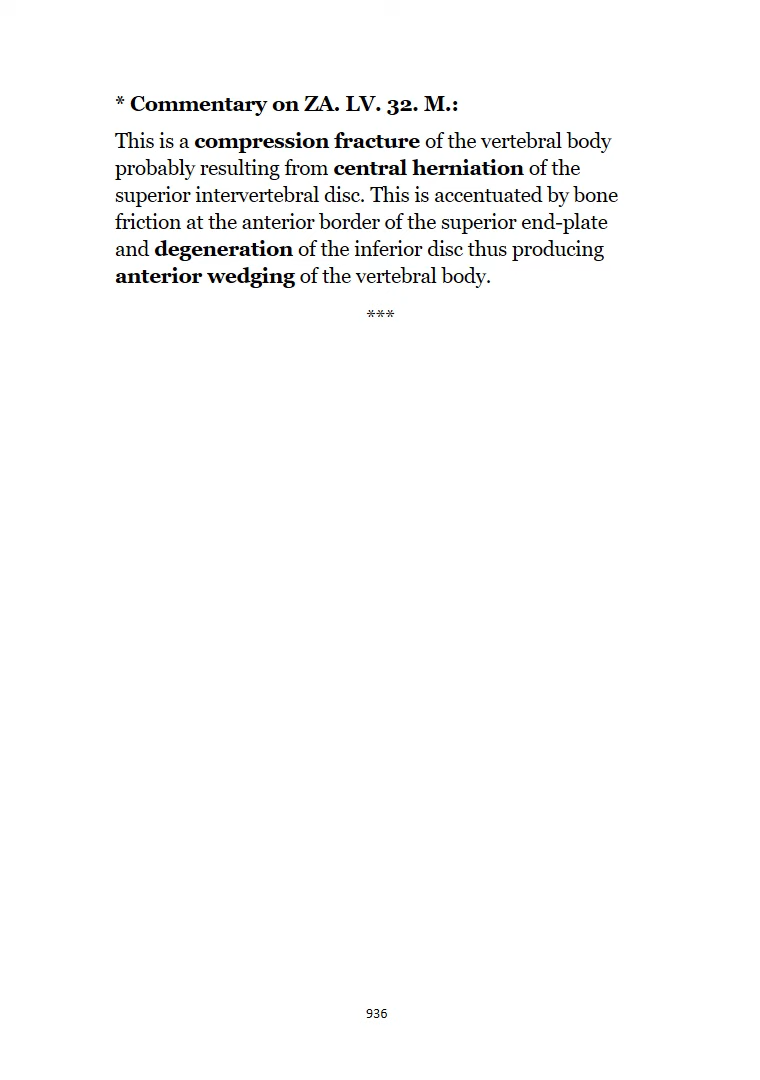 * Commentary on ZA. LV. 32. M.:
This is a compression fracture of the vertebral body
probably resulting from central herniation of the
superior intervertebral disc. This is accentuated by bone
friction at the anterior border of the superior end-plate
and degeneration of the inferior disc thus producing
anterior wedging of the vertebral body.
***
936